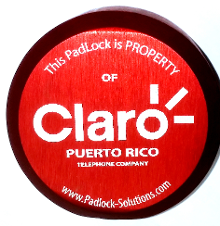 This PadLock is PROPERTY
OF
Claro
PUERTO RICO
TELEPHONE COMPANY
www.Padlock-Solutions.com